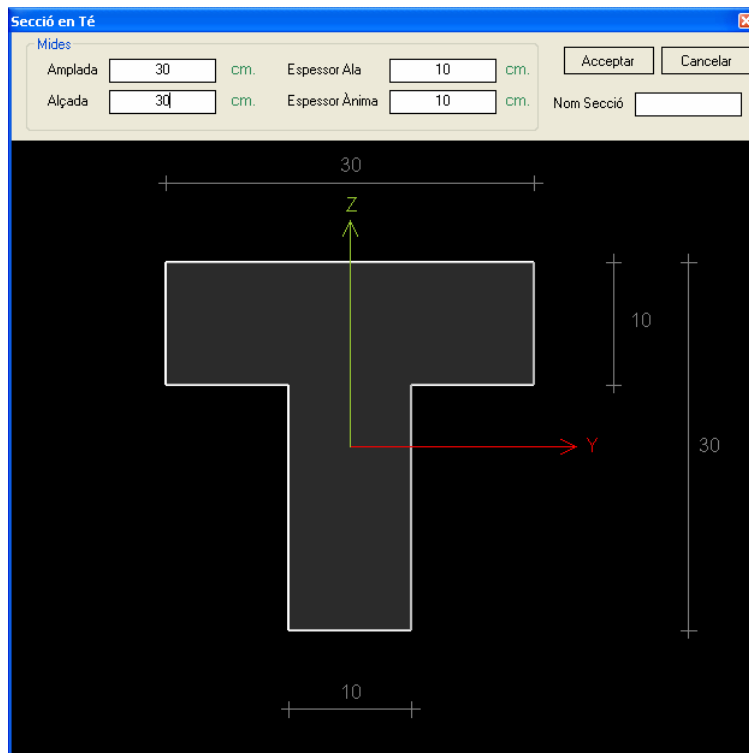 Secció en Té
Mides
Amplada 30 cm. Espessor Ala 10 cm.
Alçada 30 cm. Espessor Ànima 10 cm.
Acceptar Cancelar
Nom Secció
30
Z
10
Y
30
10